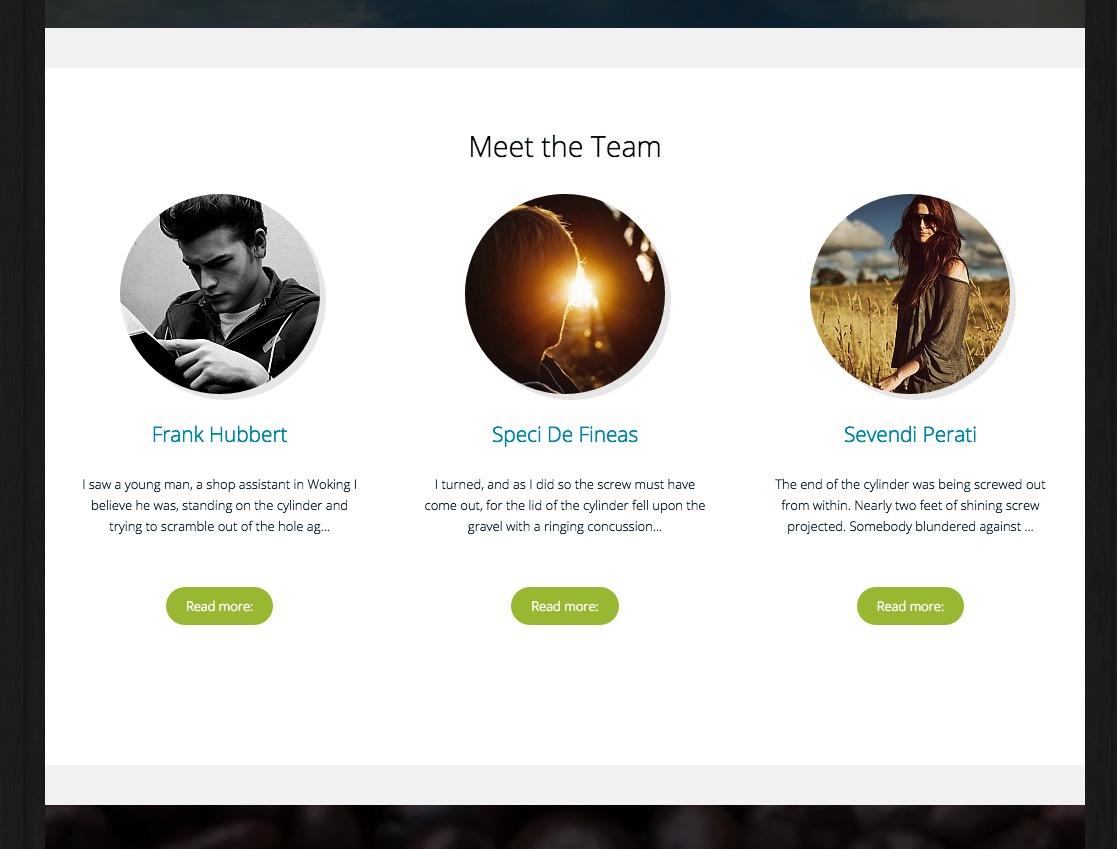 Meet the Team
Frank Hubbert
I saw a young man, a shop assistant in Woking I
believe he was, standing on the cylinder and
trying to scramble out of the hole ag...
Read more:
Speci De Fineas
I turned, and as I did so the screw must have
come out, for the lid of the cylinder fell upon the
gravel with a ringing concussion...
Read more:
Sevendi Perati
The end of the cylinder was being screwed out
from within. Nearly two feet of shining screw
projected. Somebody blundered against ...
Read more: